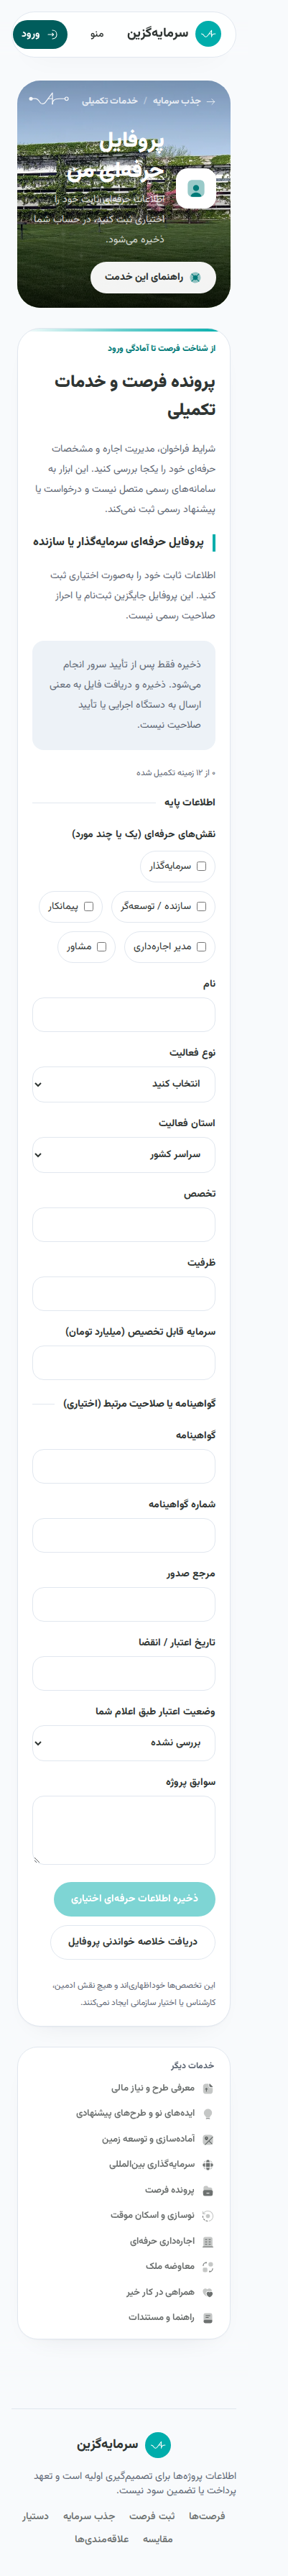 سرمایه‌گزین
منو
ورود
جذب سرمایه / خدمات تکمیلی
پروفایل
حرفه‌ای من
اطلاعات حرفه‌ای ثابت خود را
اختیاری ثبت کنید، در حساب شما
ذخیره می‌شود.
راهنمای این خدمت
از شناخت فرصت تا آمادگی ورود
پرونده فرصت و خدمات
تکمیلی
شرایط فراخوان، مدیریت اجاره و مشخصات
حرفه‌ای خود را یکجا بررسی کنید. این ابزار به
سامانه‌های رسمی متصل نیست و درخواست یا
پیشنهاد رسمی ثبت نمی‌کند.
پروفایل حرفه‌ای سرمایه‌گذار یا سازنده
اطلاعات ثابت خود را به‌صورت اختیاری ثبت
کنید. این پروفایل جایگزین ثبت‌نام یا احراز
صلاحیت رسمی نیست.
ذخیره فقط پس از تأیید سرور انجام
می‌شود. ذخیره و دریافت فایل به معنی
ارسال به دستگاه اجرایی یا تأیید
صلاحیت نیست.
۰ از ۱۲ زمینه تکمیل شده
اطلاعات پایه
نقش‌های حرفه‌ای (یک یا چند مورد)
سرمایه‌گذار
سازنده / توسعه‌گر
پیمانکار
مدیر اجاره‌داری
مشاور
نام
نوع فعالیت
انتخاب کنید
استان فعالیت
سراسر کشور
تخصص
ظرفیت
سرمایه قابل تخصیص (میلیارد تومان)
گواهینامه یا صلاحیت مرتبط (اختیاری)
گواهینامه
شماره گواهینامه
مرجع صدور
تاریخ اعتبار / انقضا
وضعیت اعتبار طبق اعلام شما
بررسی نشده
سوابق پروژه
ذخیره اطلاعات حرفه‌ای اختیاری
دریافت خلاصه خواندنی پروفایل
این تخصص‌ها خوداظهاری‌اند و هیچ نقش ادمین،
کارشناس یا اختیار سازمانی ایجاد نمی‌کنند.
خدمات دیگر
معرفی طرح و نیاز مالی
ایده‌های نو و طرح‌های پیشنهادی
آماده‌سازی و توسعه زمین
سرمایه‌گذاری بین‌المللی
پرونده فرصت
نوسازی و اسکان موقت
اجاره‌داری حرفه‌ای
معاوضه ملک
همراهی در کار خیر
راهنما و مستندات
سرمایه‌گزین
اطلاعات پروژه‌ها برای تصمیم‌گیری اولیه است و تعهد
پرداخت یا تضمین سود نیست.
فرصت‌ها
ثبت فرصت
جذب سرمایه
دستیار
مقایسه
علاقه‌مندی‌ها